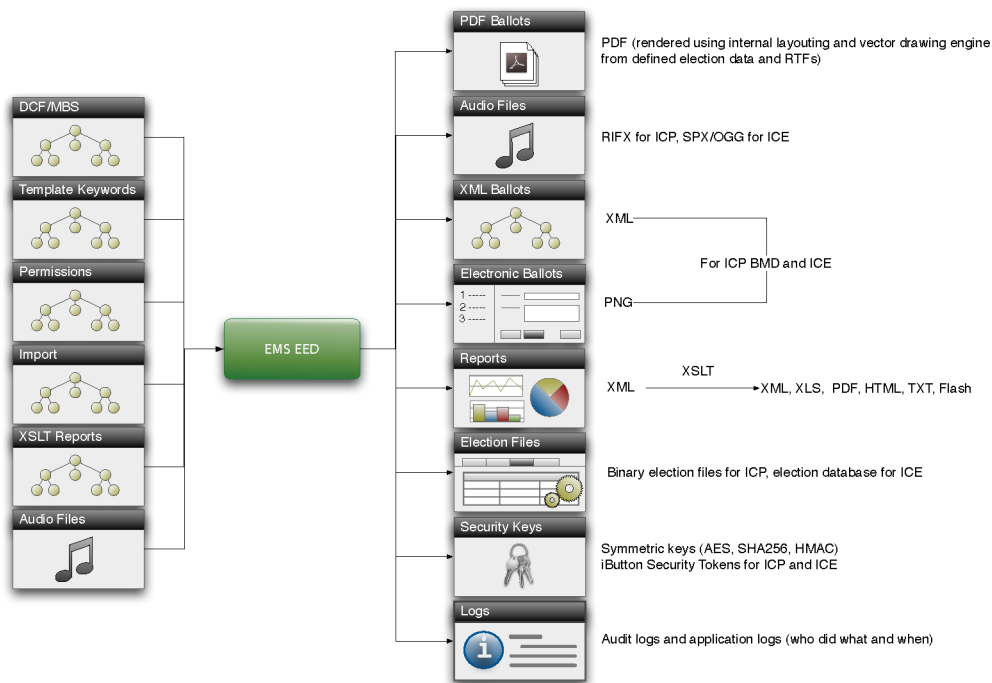 DCF/MBS
Template Keywords
Permissions
Import
XSLT Reports
Audio Files
EMS EED
PDF Ballots
PDF (rendered using internal layouting and vector drawing engine
from defined election data and RTFs)
Audio Files
RIFX for ICP, SPX/OGG for ICE
XML Ballots
XML
For ICP BMD and ICE
Electronic Ballots
1 -----
2 -----
3 -----
PNG
Reports
XML
XSLT
XML, XLS, PDF, HTML, TXT, Flash
Election Files
Binary election files for ICP, election database for ICE
Security Keys
Symmetric keys (AES, SHA256, HMAC)
iButton Security Tokens for ICP and ICE
Logs
i
Audit logs and application logs (who did what and when)